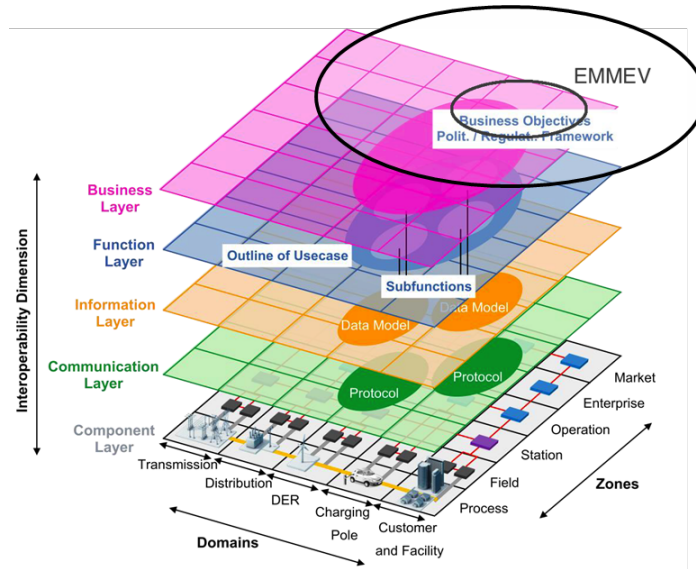 EMMEV
Business Objectives
Polit. / Regulat. Framework
Business
Layer
Function
Layer
Outline of Usecase
Subfunctions
Information
Layer
Data Model
Data Model
Communication
Layer
Protocol
Protocol
Component
Layer
Interoperability Dimension
Market
Enterprise
Operation
Station
Field
Process
Zones
Transmission
Distribution
DER
Charging
Pole
Customer
and Facility
Domains